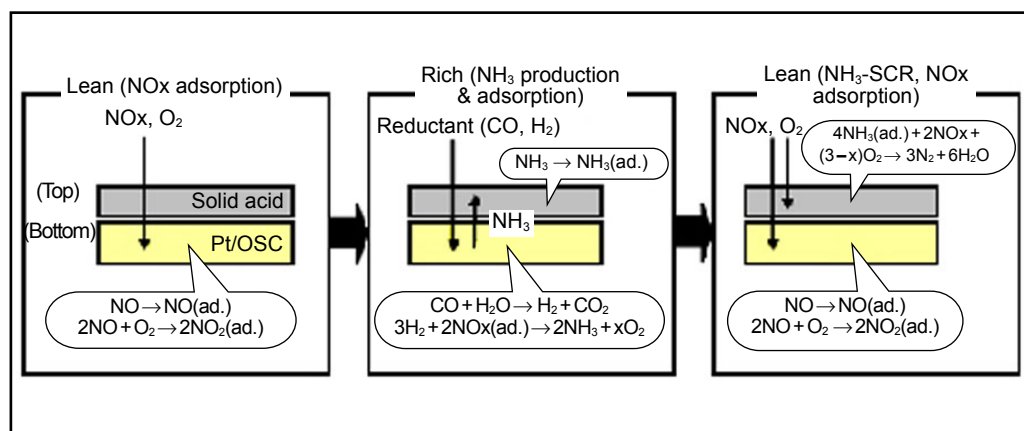 Lean (NOx adsorption)
NOx, O₂
(Top)
Solid acid
(Bottom)
Pt/OSC
NO→NO(ad.)
2NO+O₂→2NO₂(ad.)
Rich (NH₃ production
& adsorption)
Reductant (CO, H₂)
NH₃ → NH₃(ad.)
NH₃
CO+H₂O→H₂+CO₂
3H₂+2NOx(ad.)→2NH₃+xO₂
Lean (NH₃-SCR, NOx
adsorption)
NOx, O₂
4NH₃(ad.)+2NOx+
(3−x)O₂→3N₂+6H₂O
NO→NO(ad.)
2NO+O₂→2NO₂(ad.)